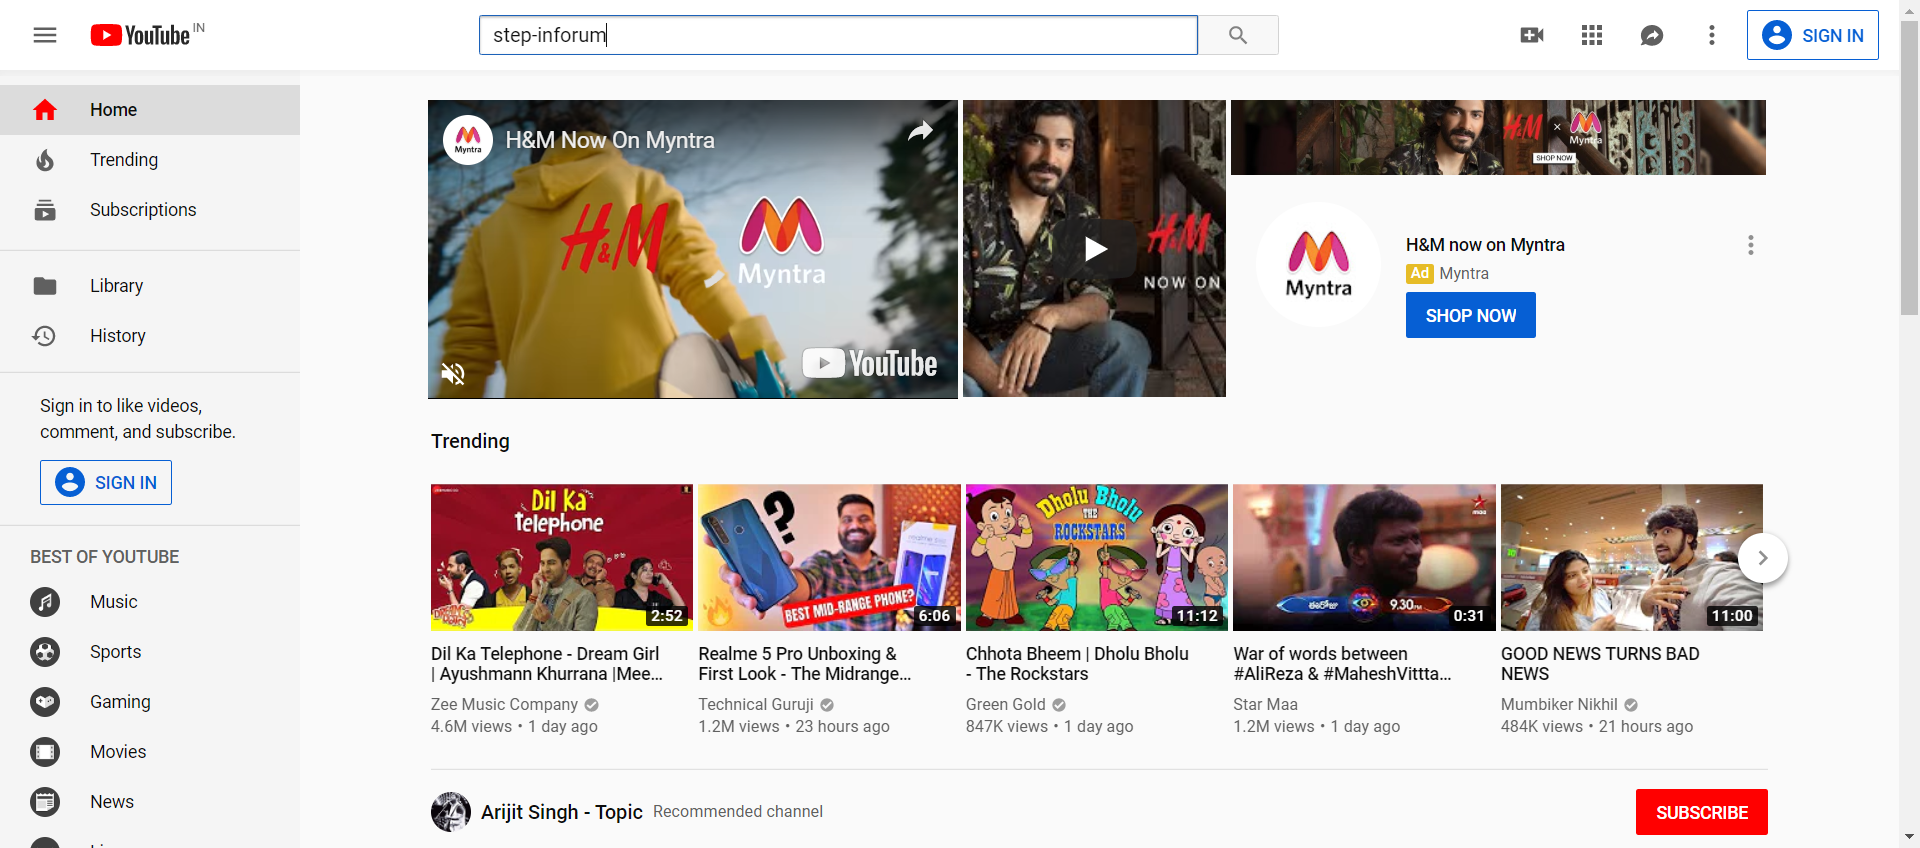 YouTube IN
step-inforum
SIGN IN
Home
Trending
Subscriptions
Library
History
Sign in to like videos,
comment, and subscribe.
SIGN IN
BEST OF YOUTUBE
Music
Sports
Gaming
Movies
News
Myntra
H&M Now On Myntra
H&M
Myntra
YouTube
H&M
NOW ON
H&M × Myntra
SHOP NOW
Myntra
H&M now on Myntra
Ad Myntra
SHOP NOW
Trending
Dil Ka
Telephone
2:52
Dil Ka Telephone - Dream Girl
| Ayushmann Khurrana |Mee...
Zee Music Company
4.6M views • 1 day ago
?
BEST MID-RANGE PHONE?
6:06
Realme 5 Pro Unboxing &
First Look - The Midrange...
Technical Guruji
1.2M views • 23 hours ago
Dholu Bholu
THE
ROCKSTARS
11:12
Chhota Bheem | Dholu Bholu
- The Rockstars
Green Gold
847K views • 1 day ago
maa
ఈరోజు
9.30PM
0:31
War of words between
#AliReza & #MaheshVittta...
Star Maa
1.2M views • 1 day ago
11:00
GOOD NEWS TURNS BAD
NEWS
Mumbiker Nikhil
484K views • 21 hours ago
Arijit Singh - Topic Recommended channel
SUBSCRIBE